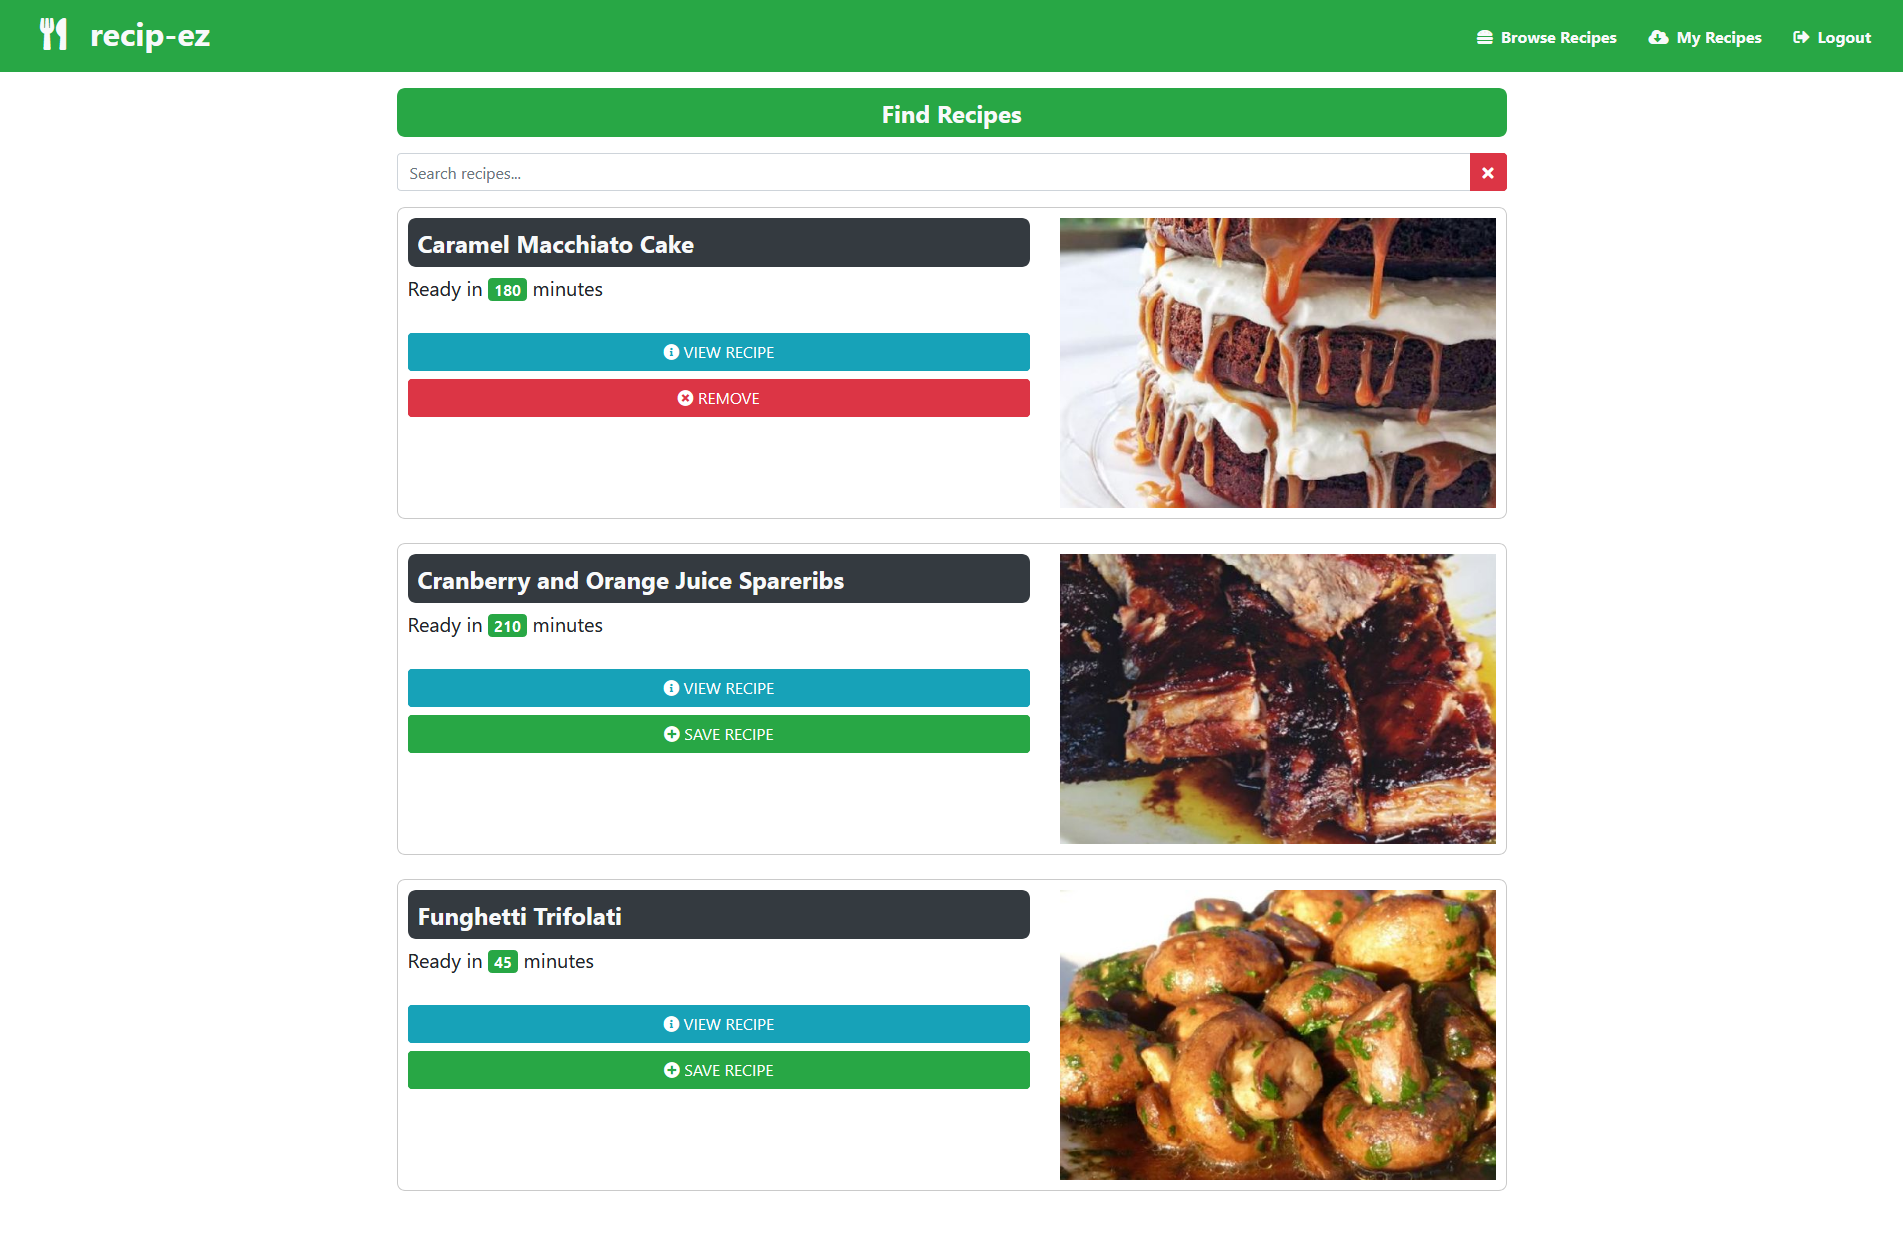 recip-ez
Browse Recipes
My Recipes
Logout
Find Recipes
Search recipes...
Caramel Macchiato Cake
Ready in 180 minutes
VIEW RECIPE
REMOVE
Cranberry and Orange Juice Spareribs
Ready in 210 minutes
VIEW RECIPE
SAVE RECIPE
Funghetti Trifolati
Ready in 45 minutes
VIEW RECIPE
SAVE RECIPE